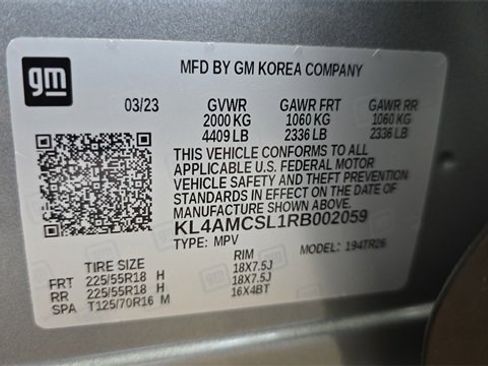 gm
MFD BY GM KOREA COMPANY
03/23 GVWR GAWR FRT GAWR RR
2000 KG 1060 KG 1060 KG
4409 LB 2336 LB 2336 LB
THIS VEHICLE CONFORMS TO ALL
APPLICABLE U.S. FEDERAL MOTOR
VEHICLE SAFETY AND THEFT PREVENTION
STANDARDS IN EFFECT ON THE DATE OF
MANUFACTURE SHOWN ABOVE.
KL4AMCSL1RB002059
TYPE: MPV MODEL: 194TR26
TIRE SIZE RIM
FRT 225/55R18 H 18X7.5J
RR 225/55R18 H 18X7.5J
SPA T125/70R16 M 16X4BT